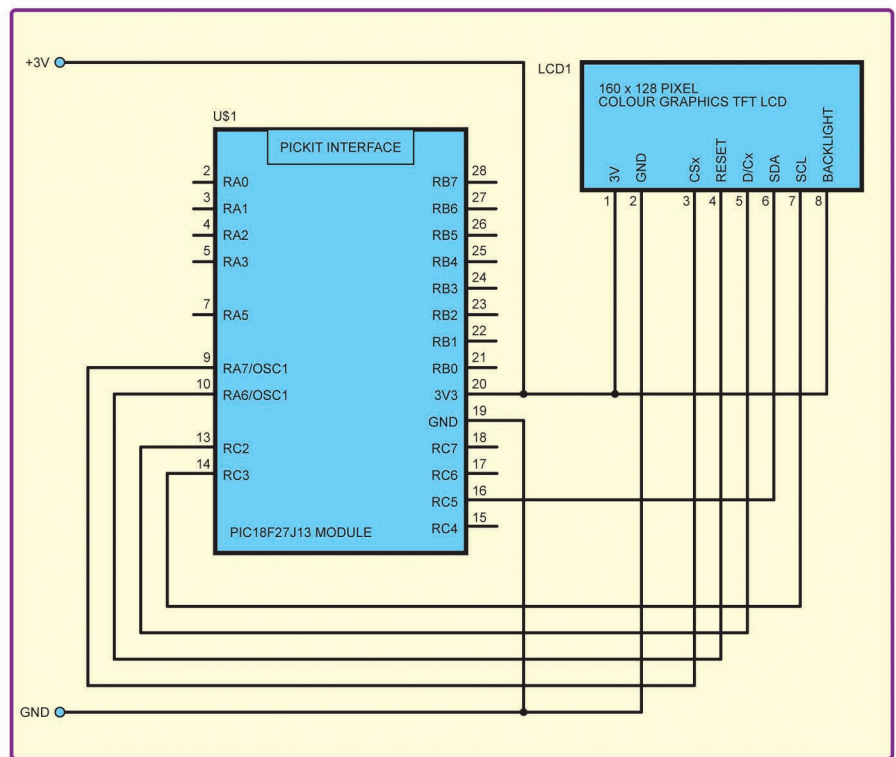 +3V
LCD1
160 x 128 PIXEL
COLOUR GRAPHICS TFT LCD
3V
GND
CSx
RESET
D/Cx
SDA
SCL
BACKLIGHT
1
2
3
4
5
6
7
8
U$1
PICKIT INTERFACE
2 RA0
3 RA1
4 RA2
5 RA3
7 RA5
9 RA7/OSC1
10 RA6/OSC1
13 RC2
14 RC3
RB7 28
RB6 27
RB5 26
RB4 25
RB3 24
RB2 23
RB1 22
RB0 21
3V3 20
GND 19
RC7 18
RC6 17
RC5 16
RC4 15
PIC18F27J13 MODULE
GND